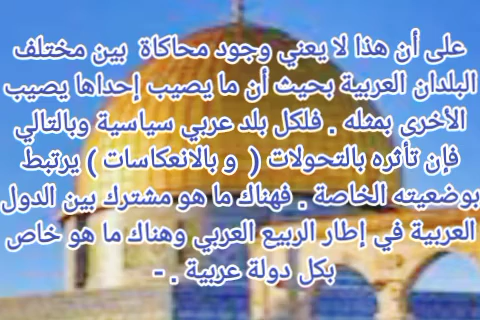 على أن هذا لا يعني وجود محاكاة بين مختلف
البلدان العربية بحيث أن ما يصيب إحداها يصيب
الأخرى بمثله . فلكل بلد عربي سياسية وبالتالي
فإن تأثره بالتحولات ( و بالانعكاسات ) يرتبط
بوضعيته الخاصة . فهناك ما هو مشترك بين الدول
العربية في إطار الربيع العربي وهناك ما هو خاص
بكل دولة عربية . -